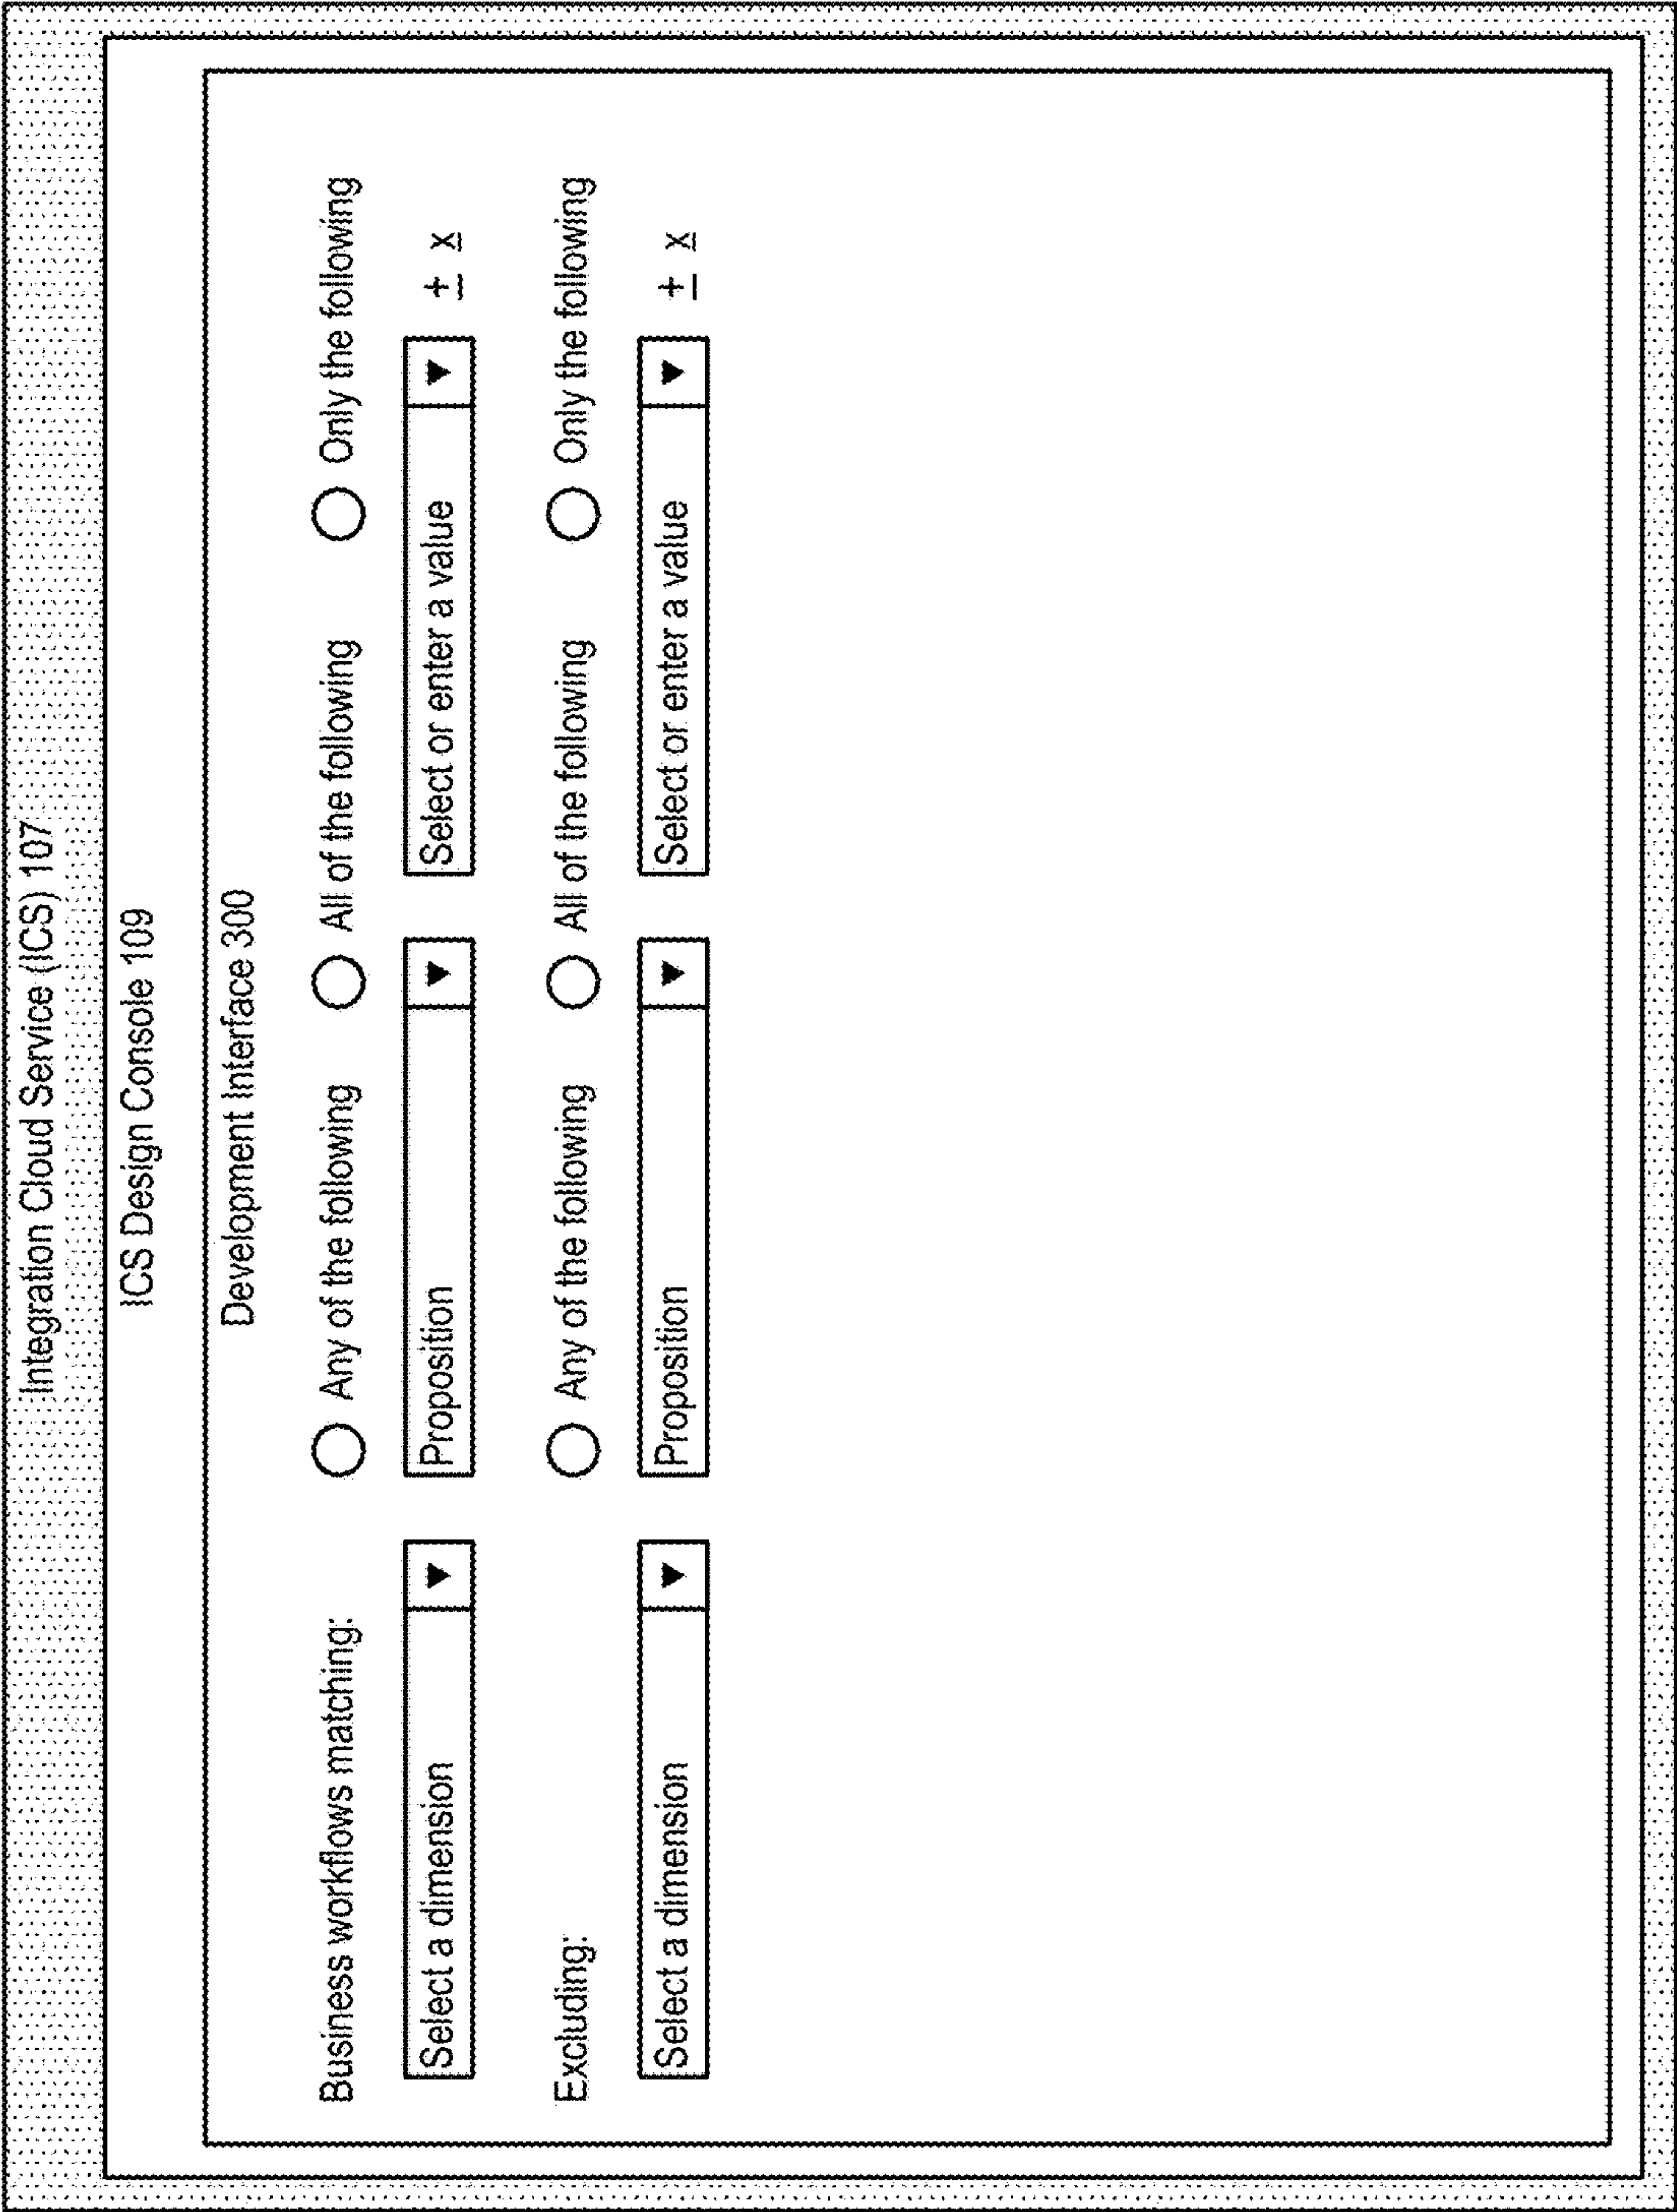 Integration Cloud Service (ICS) 107
ICS Design Console 109
Development Interface 300
Business workflows matching: Any of the following All of the following Only the following
Select a dimension ▼ Proposition ▼ Select or enter a value ▼ + x
Excluding: Any of the following All of the following Only the following
Select a dimension ▼ Proposition ▼ Select or enter a value ▼ + x